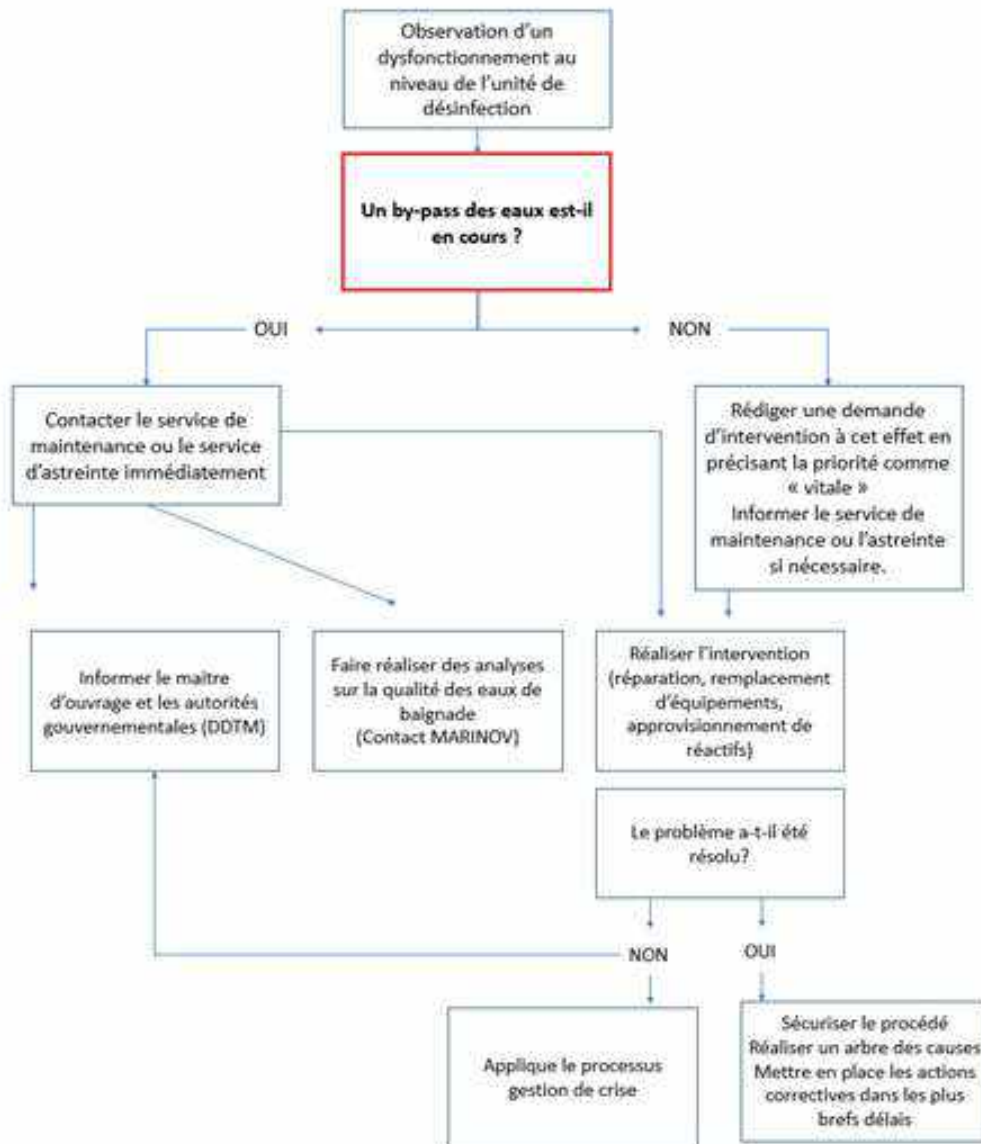 Observation d'un
dysfonctionnement au
niveau de l'unité de
désinfection
Un by-pass des eaux est-il
en cours ?
OUI
NON
Contacter le service de
maintenance ou le service
d'astreinte immédiatement
Rédiger une demande
d'intervention à cet effet en
précisant la priorité comme
« vitale »
Informer le service de
maintenance ou l'astreinte
si nécessaire.
Informer le maître
d'ouvrage et les autorités
gouvernementales (DDTM)
Faire réaliser des analyses
sur la qualité des eaux de
baignade
(Contact MARINOV)
Réaliser l'intervention
(réparation, remplacement
d'équipements,
approvisionnement de
réactifs)
Le problème a-t-il été
résolu?
NON
OUI
Applique le processus
gestion de crise
Sécuriser le procédé
Réaliser un arbre des causes
Mettre en place les actions
correctives dans les plus
brefs délais